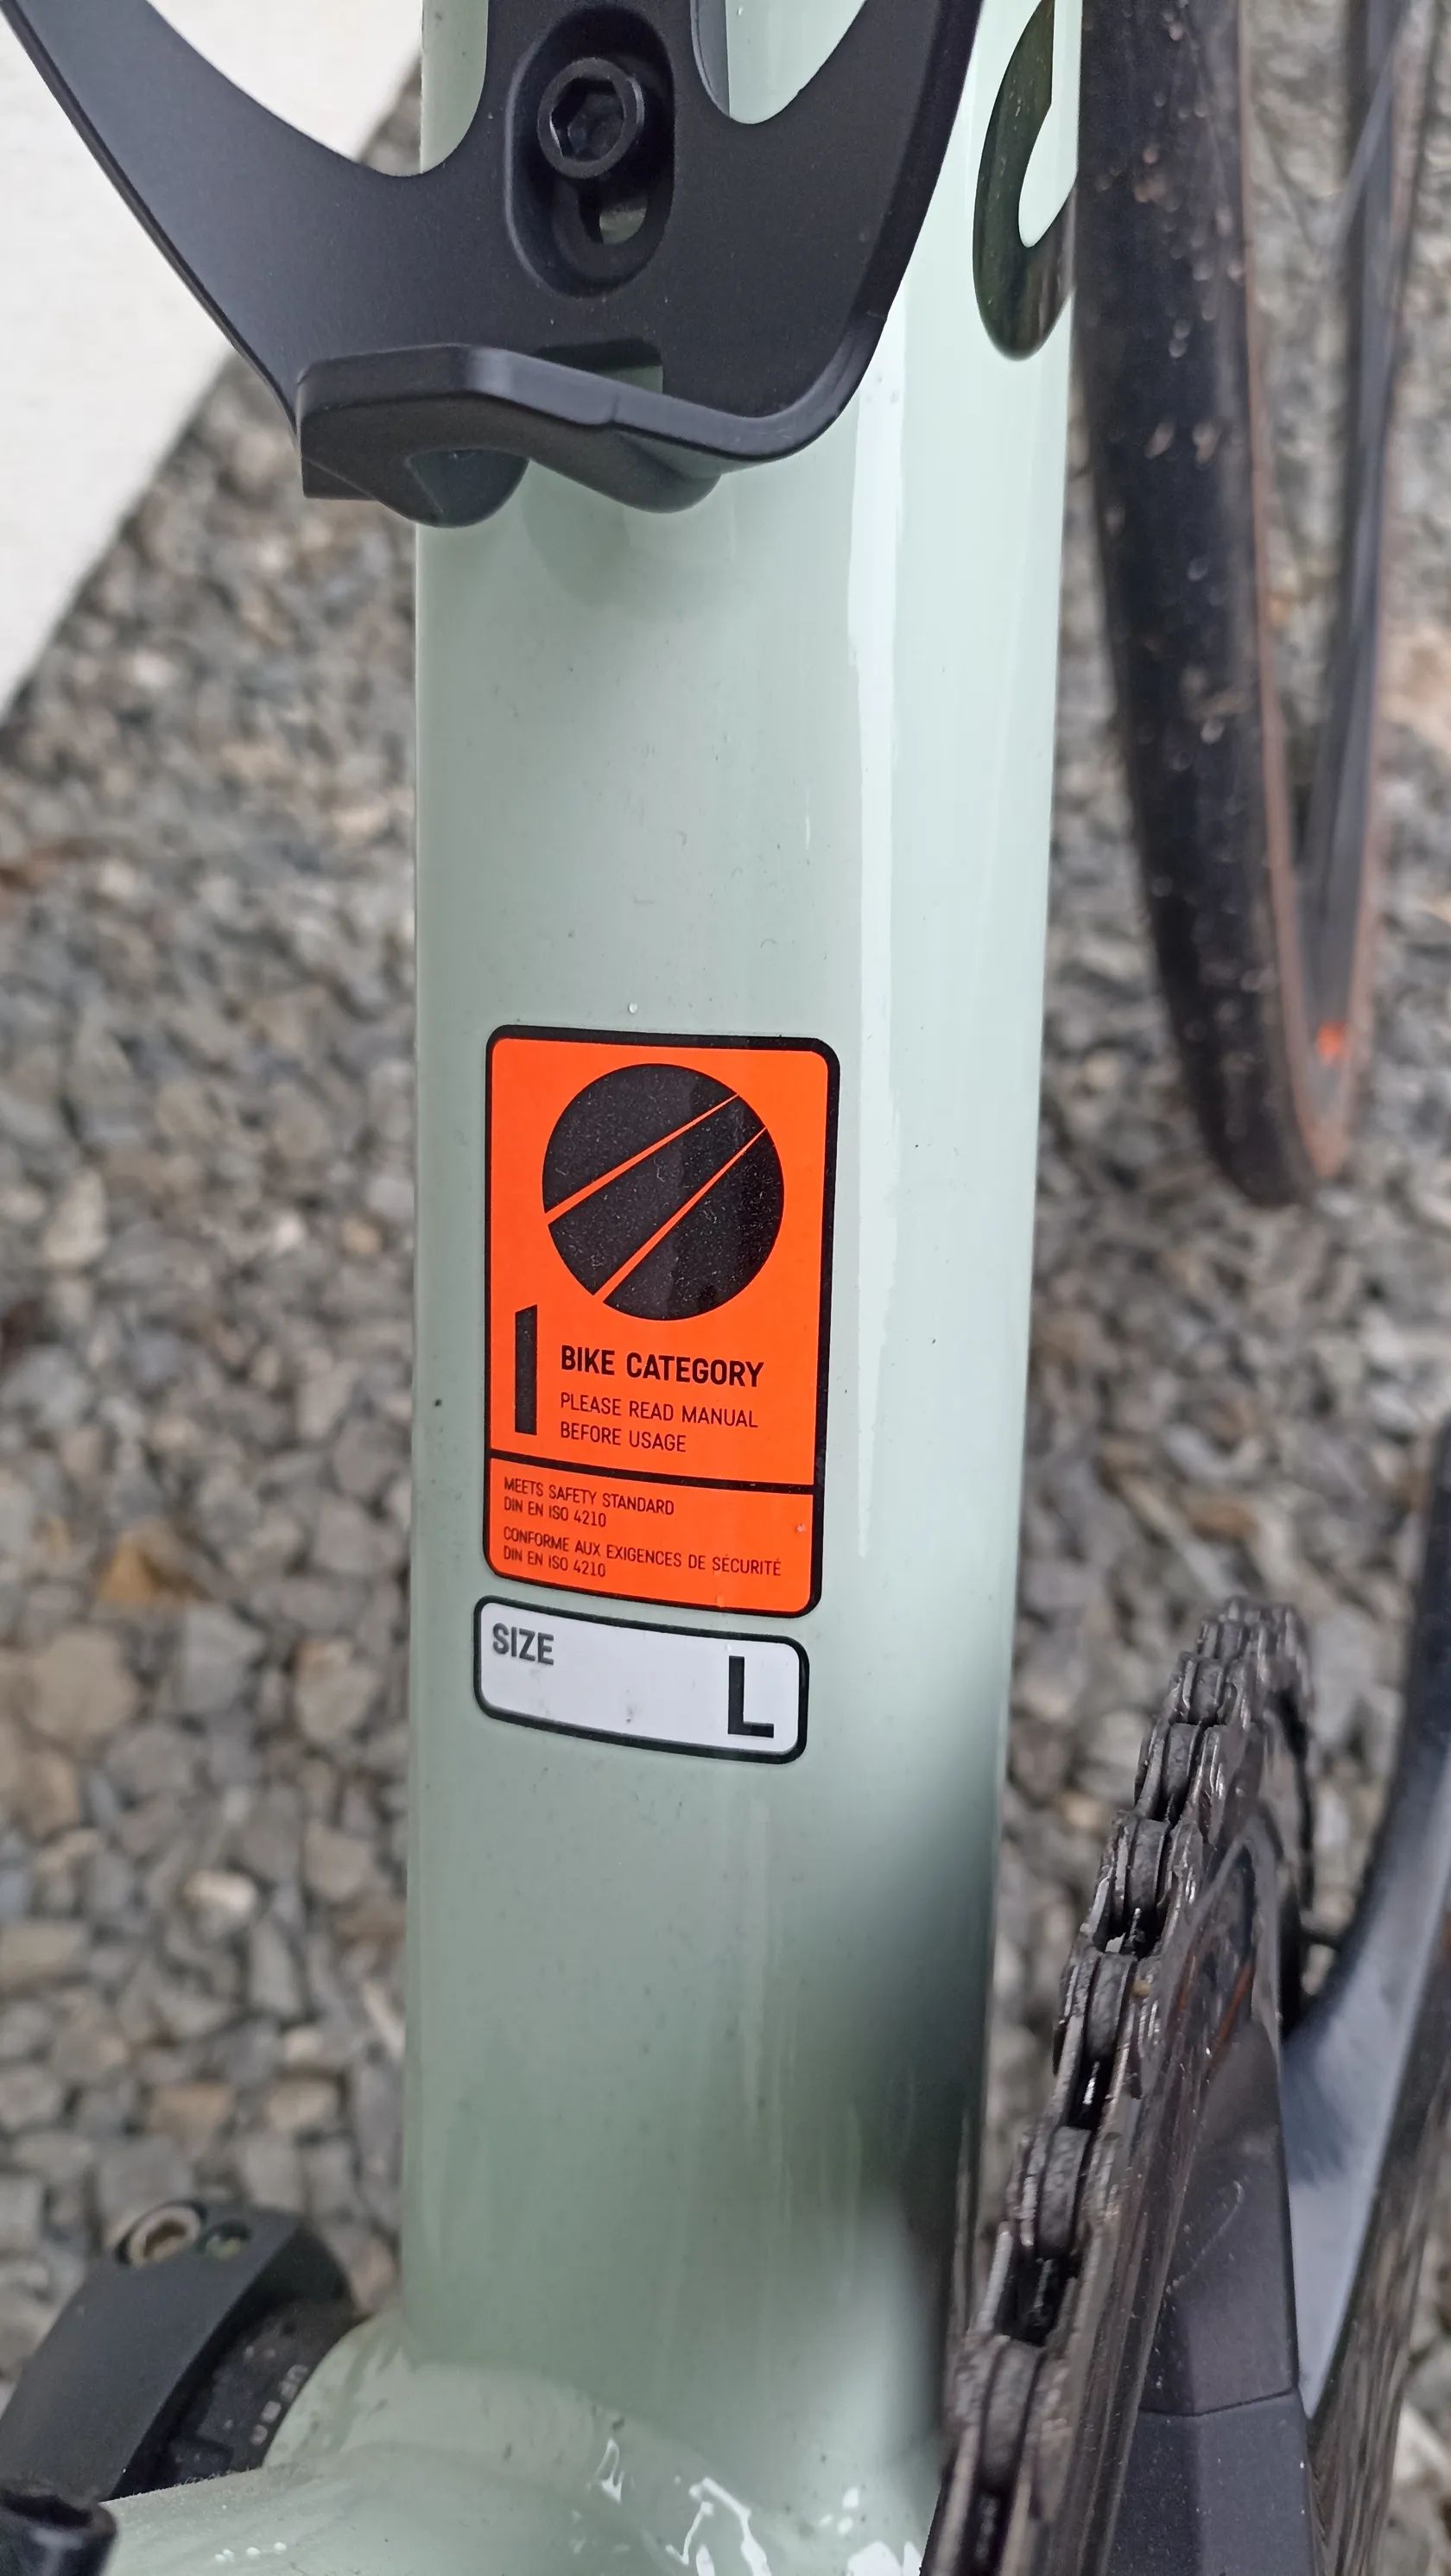 1
BIKE CATEGORY
PLEASE READ MANUAL
BEFORE USAGE
MEETS SAFETY STANDARD
DIN EN ISO 4210
CONFORME AUX EXIGENCES DE SÉCURITÉ
DIN EN ISO 4210
SIZE L